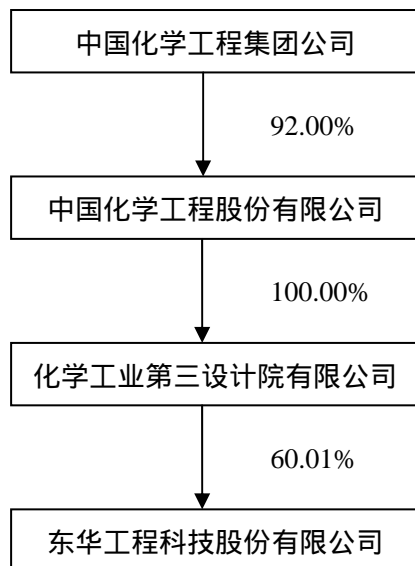 中国化学工程集团公司
92.00%
中国化学工程股份有限公司
100.00%
化学工业第三设计院有限公司
60.01%
东华工程科技股份有限公司